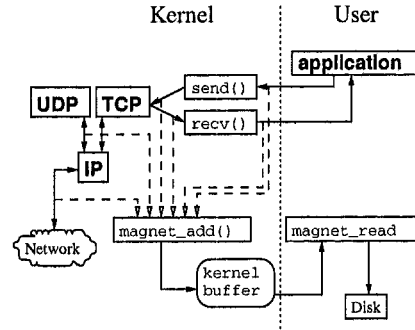 Kernel
User
application
send()
UDP
TCP
recv()
IP
Network
magnet_add()
magnet_read
kernel
buffer
Disk